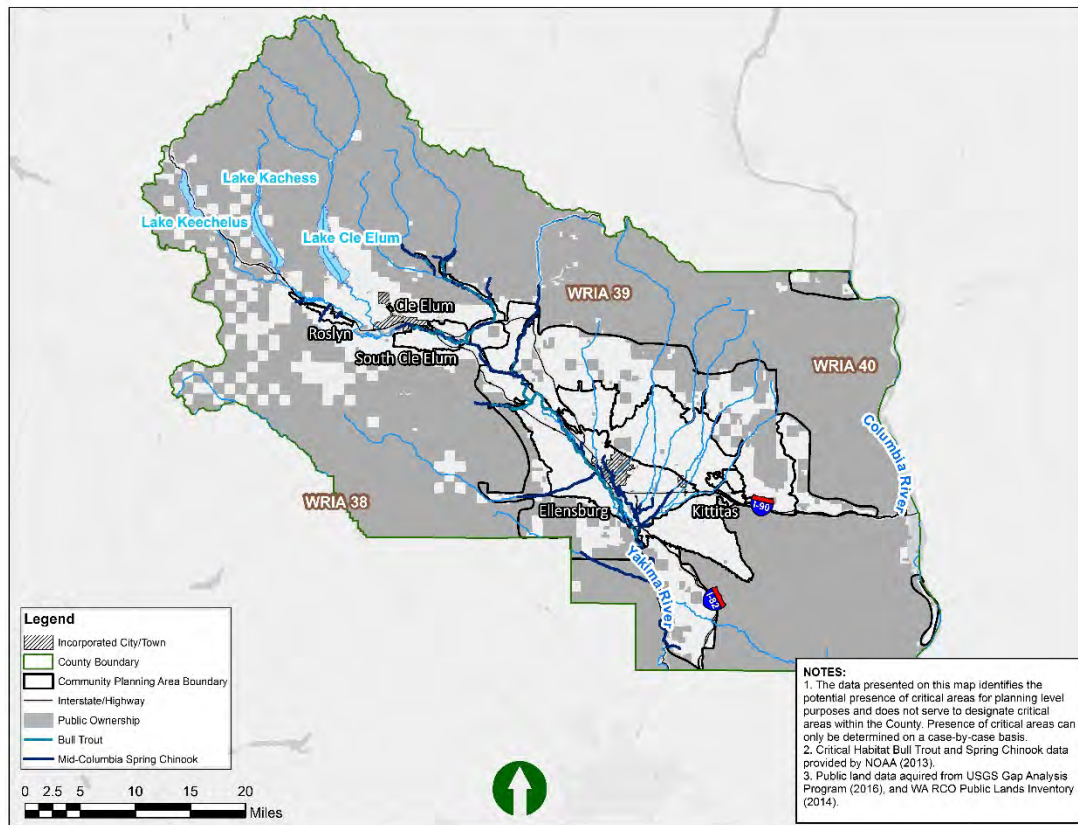 Lake Kachess
Lake Keechelus
Lake Cle Elum
Cle Elum
Roslyn
South Cle Elum
WRIA 39
WRIA 40
Columbia River
WRIA 38
Ellensburg
Kittitas
I-90
Yakima River
I-82
Legend
Incorporated City/Town
County Boundary
Community Planning Area Boundary
Interstate/Highway
Public Ownership
Bull Trout
Mid-Columbia Spring Chinook
0 2.5 5 10 15 20
Miles
NOTES:
1. The data presented on this map identifies the
potential presence of critical areas for planning level
purposes and does not serve to designate critical
areas within the County. Presence of critical areas can
only be determined on a case-by-case basis.
2. Critical Habitat Bull Trout and Spring Chinook data
provided by NOAA (2013).
3. Public land data aquired from USGS Gap Analysis
Program (2016), and WA RCO Public Lands Inventory
(2014).